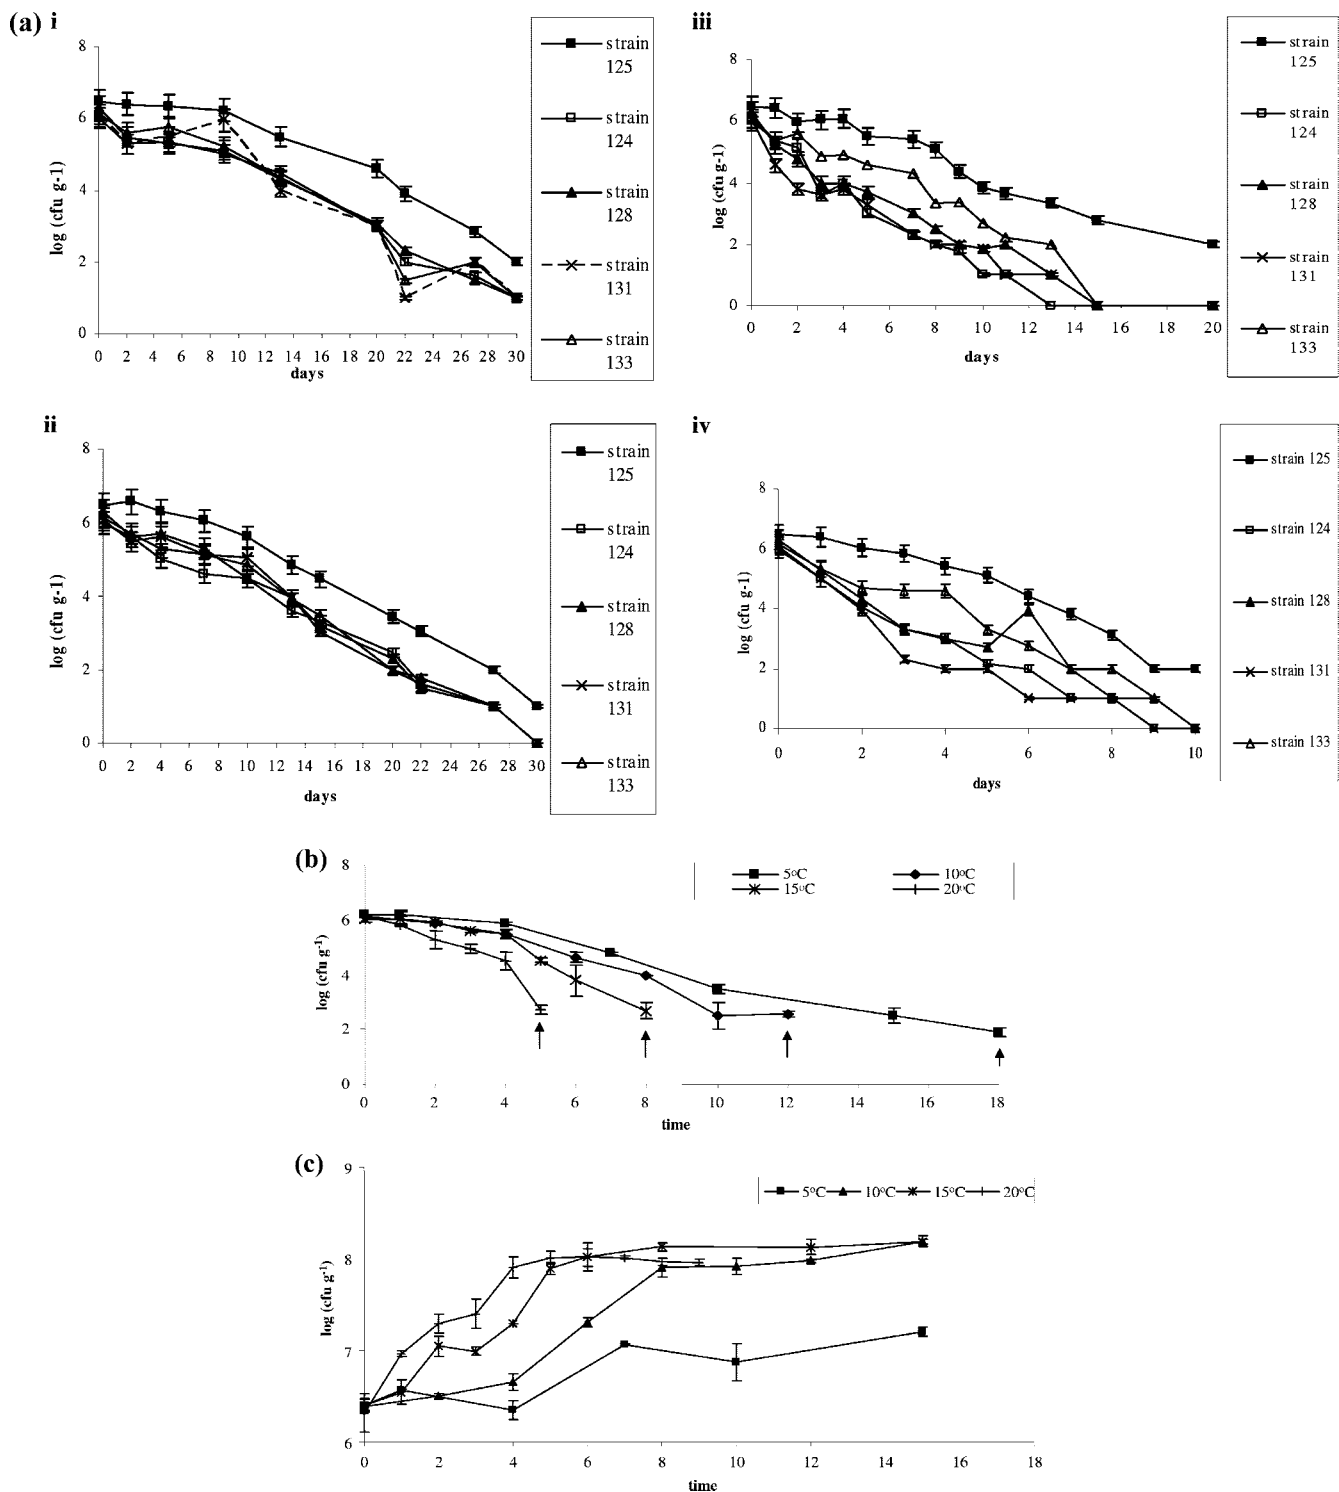 (a) i
8
6
4
2
0
log (cfu g-1)
0 2 4 6 8 10 12 14 16 18 20 22 24 26 28 30
days
strain
125
strain
124
strain
128
strain
131
strain
133
iii
8
6
4
2
0
log (cfu g-1)
0 2 4 6 8 10 12 14 16 18 20
days
strain
125
strain
124
strain
128
strain
131
strain
133
ii
8
6
4
2
0
log (cfu g-1)
0 2 4 6 8 10 12 14 16 18 20 22 24 26 28 30
days
strain
125
strain
124
strain
128
strain
131
strain
133
iv
8
6
4
2
0
log (cfu g-1)
0 2 4 6 8 10
days
strain 125
strain 124
strain 128
strain 131
strain 133
(b)
8
6
4
2
0
log (cfu g-1)
0 2 4 6 8 10 12 14 16 18
time
5°C 10°C
15°C 20°C
(c)
9
8
7
6
log (cfu g-1)
0 2 4 6 8 10 12 14 16 18
time
5°C 10°C 15°C 20°C